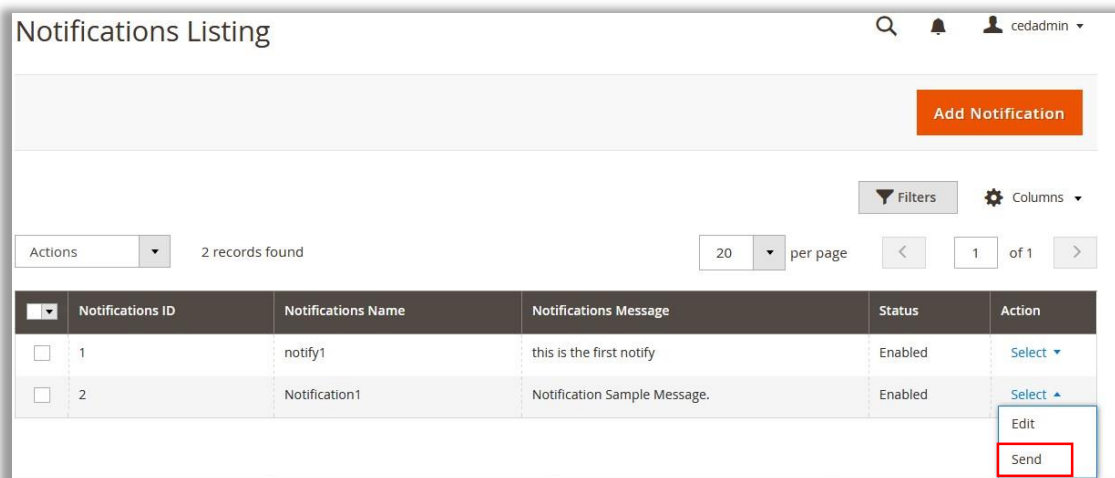 Notifications Listing
cedadmin
Add Notification
Filters
Columns
Actions
2 records found
20
per page
1
of 1
Notifications ID
Notifications Name
Notifications Message
Status
Action
1
notify1
this is the first notify
Enabled
Select
2
Notification1
Notification Sample Message.
Enabled
Select
Edit
Send